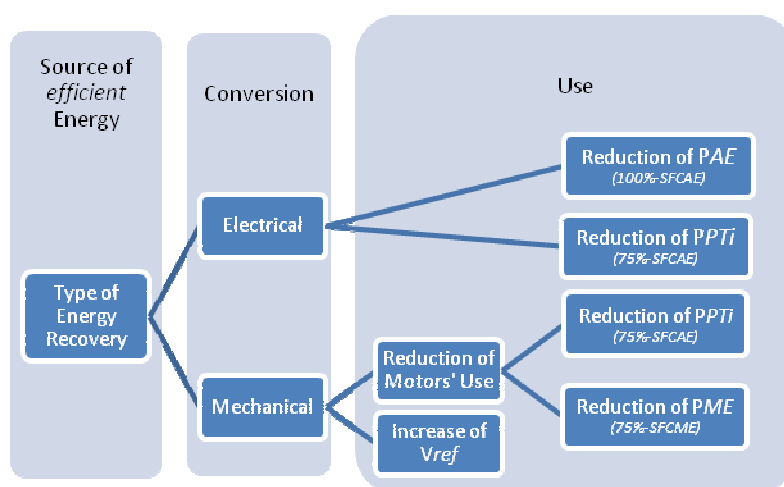 Source of
efficient
Energy
Conversion
Use
Type of
Energy
Recovery
Electrical
Mechanical
Reduction of
Motors' Use
Increase of
Vref
Reduction of PAE
(100%-SFCAE)
Reduction of PPTi
(75%-SFCAE)
Reduction of PPTi
(75%-SFCAE)
Reduction of PME
(75%-SFCME)